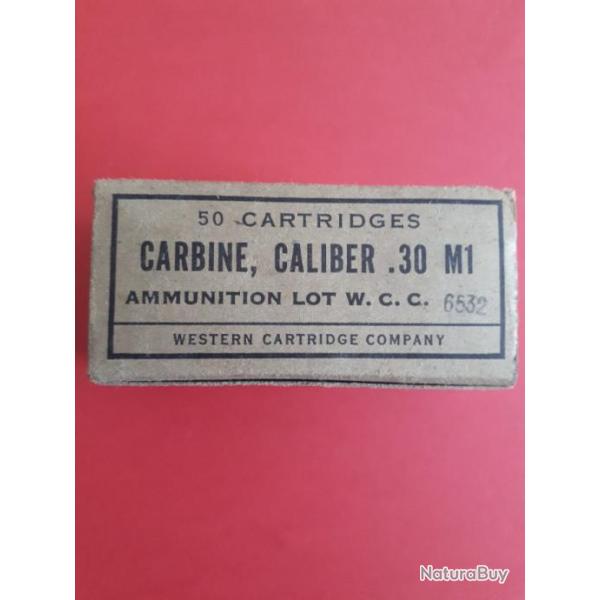 50 CARTRIDGES
CARBINE, CALIBER .30 M1
AMMUNITION LOT W. C. C. 6532
WESTERN CARTRIDGE COMPANY
NaturaBuy